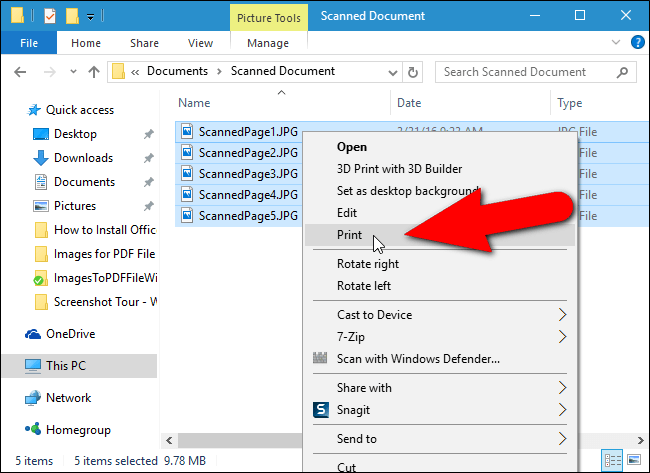 Picture Tools
Scanned Document
File
Home
Share
View
Manage
Documents
Scanned Document
Search Scanned Document
Quick access
Desktop
Downloads
Documents
Pictures
How to Install Offic
Images for PDF File
ImagesToPDFFileWi
Screenshot Tour - W
OneDrive
This PC
Network
Homegroup
Name
Date
Type
ScannedPage1.JPG
ScannedPage2.JPG
ScannedPage3.JPG
ScannedPage4.JPG
ScannedPage5.JPG
File
File
File
File
File
Open
3D Print with 3D Builder
Set as desktop background
Edit
Print
Rotate right
Rotate left
Cast to Device
7-Zip
Scan with Windows Defender...
Share with
S Snagit
Send to
Cut
5 items
5 items selected 9.78 MB